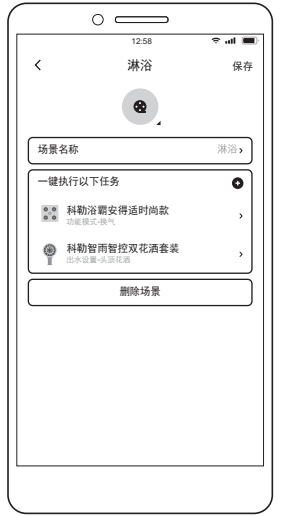 12:58
淋浴
保存
场景名称
淋浴
一键执行以下任务
科勒浴霸安得适时尚款
功能模式-换气
科勒智雨智控双花洒套装
出水设置-头顶花洒
删除场景